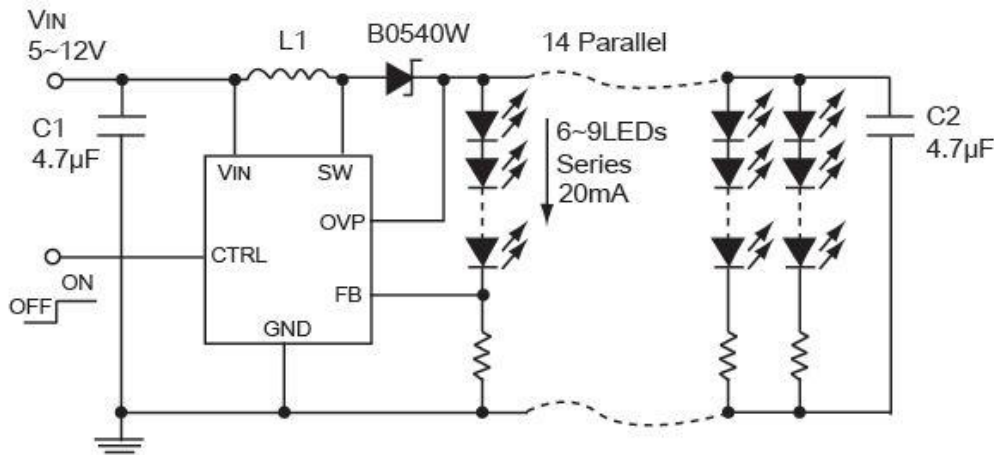 VIN
5~12V
L1
B0540W
14 Parallel
C1
4.7µF
6~9LEDs
Series
20mA
C2
4.7µF
VIN
SW
OVP
CTRL
FB
GND
ON
OFF